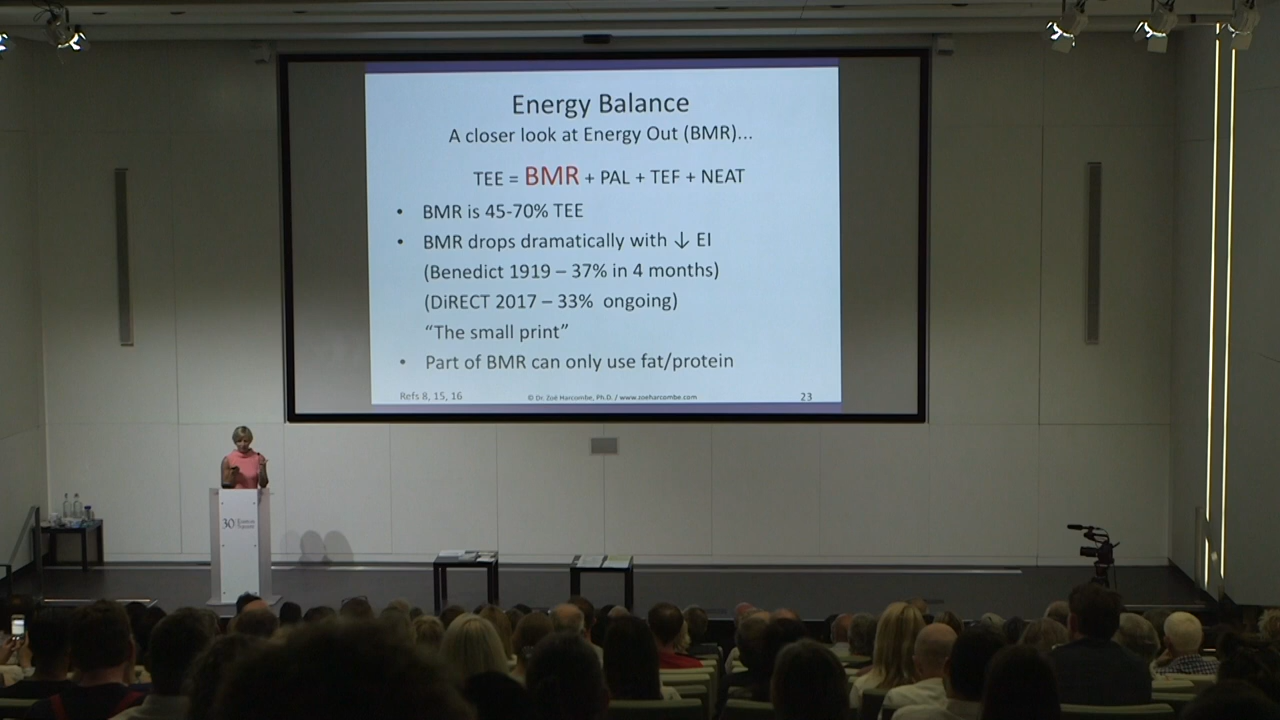 Energy Balance
A closer look at Energy Out (BMR)...
TEE = BMR + PAL + TEF + NEAT
• BMR is 45-70% TEE
• BMR drops dramatically with ↓ EI
(Benedict 1919 – 37% in 4 months)
(DiRECT 2017 – 33% ongoing)
“The small print”
• Part of BMR can only use fat/protein
Refs 8, 15, 16
© Dr. Zoë Harcombe, Ph.D. / www.zoeharcombe.com
23
30